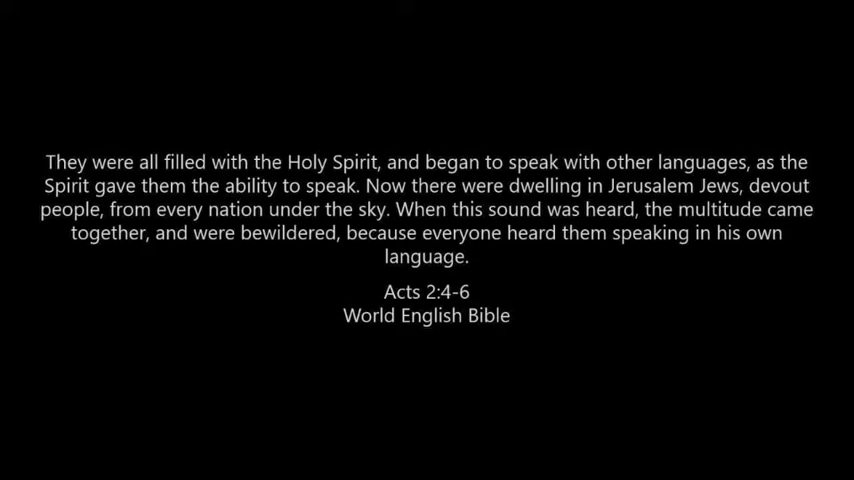 They were all filled with the Holy Spirit, and began to speak with other languages, as the
Spirit gave them the ability to speak. Now there were dwelling in Jerusalem Jews, devout
people, from every nation under the sky. When this sound was heard, the multitude came
together, and were bewildered, because everyone heard them speaking in his own
language.
Acts 2:4-6
World English Bible